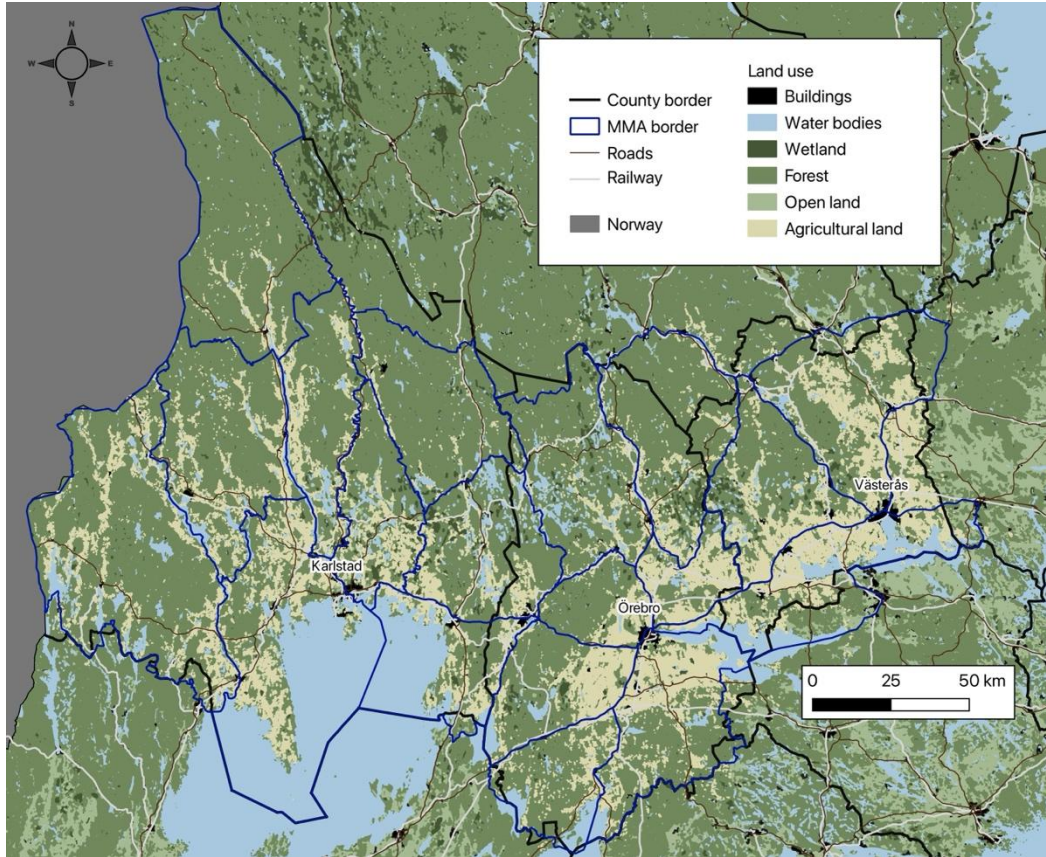 N
W
E
S
County border
MMA border
Roads
Railway
Norway
Land use
Buildings
Water bodies
Wetland
Forest
Open land
Agricultural land
Västerås
Karlstad
Örebro
0 25 50 km